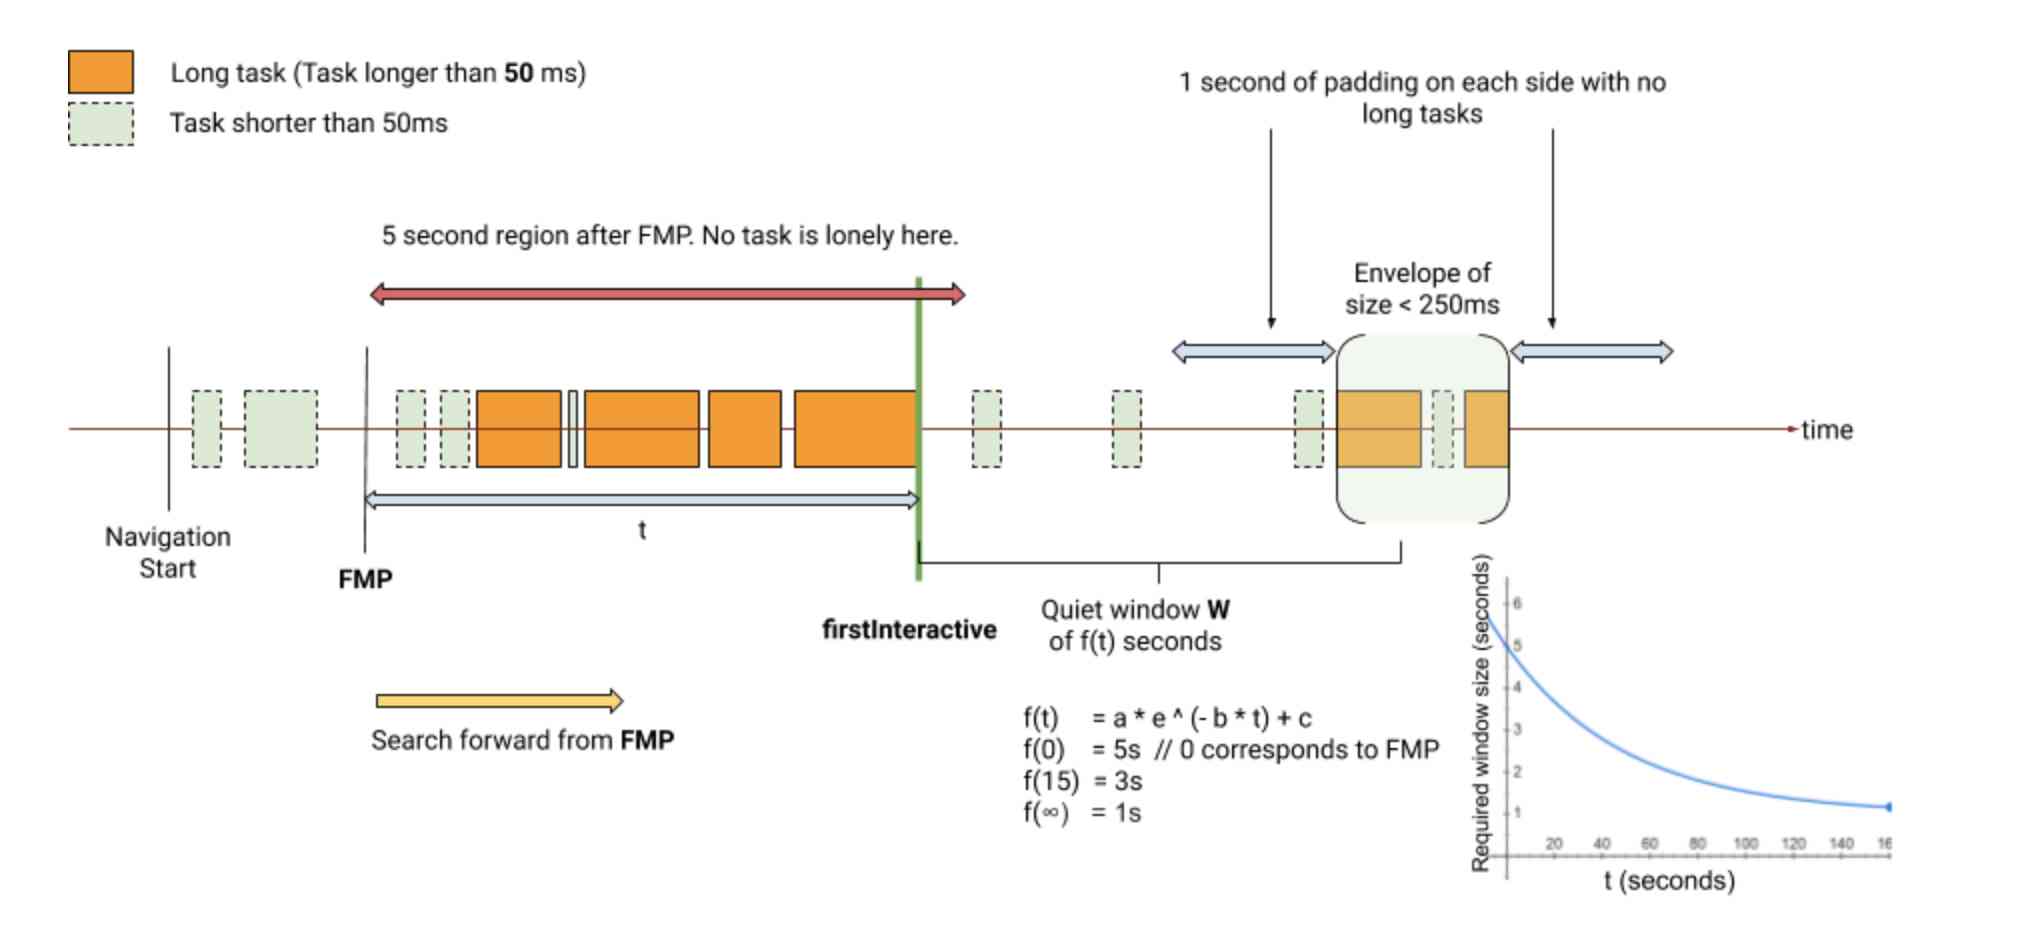 Long task (Task longer than 50 ms)
Task shorter than 50ms
1 second of padding on each side with no
long tasks
5 second region after FMP. No task is lonely here.
Envelope of
size < 250ms
time
Navigation
Start
t
FMP
firstInteractive
Quiet window W
of f(t) seconds
Search forward from FMP
f(t) = a * e ^ (- b * t) + c
f(0) = 5s // 0 corresponds to FMP
f(15) = 3s
f(∞) = 1s
Required window size (seconds)
6
5
4
3
2
1
20 40 60 80 100 120 140 16
t (seconds)